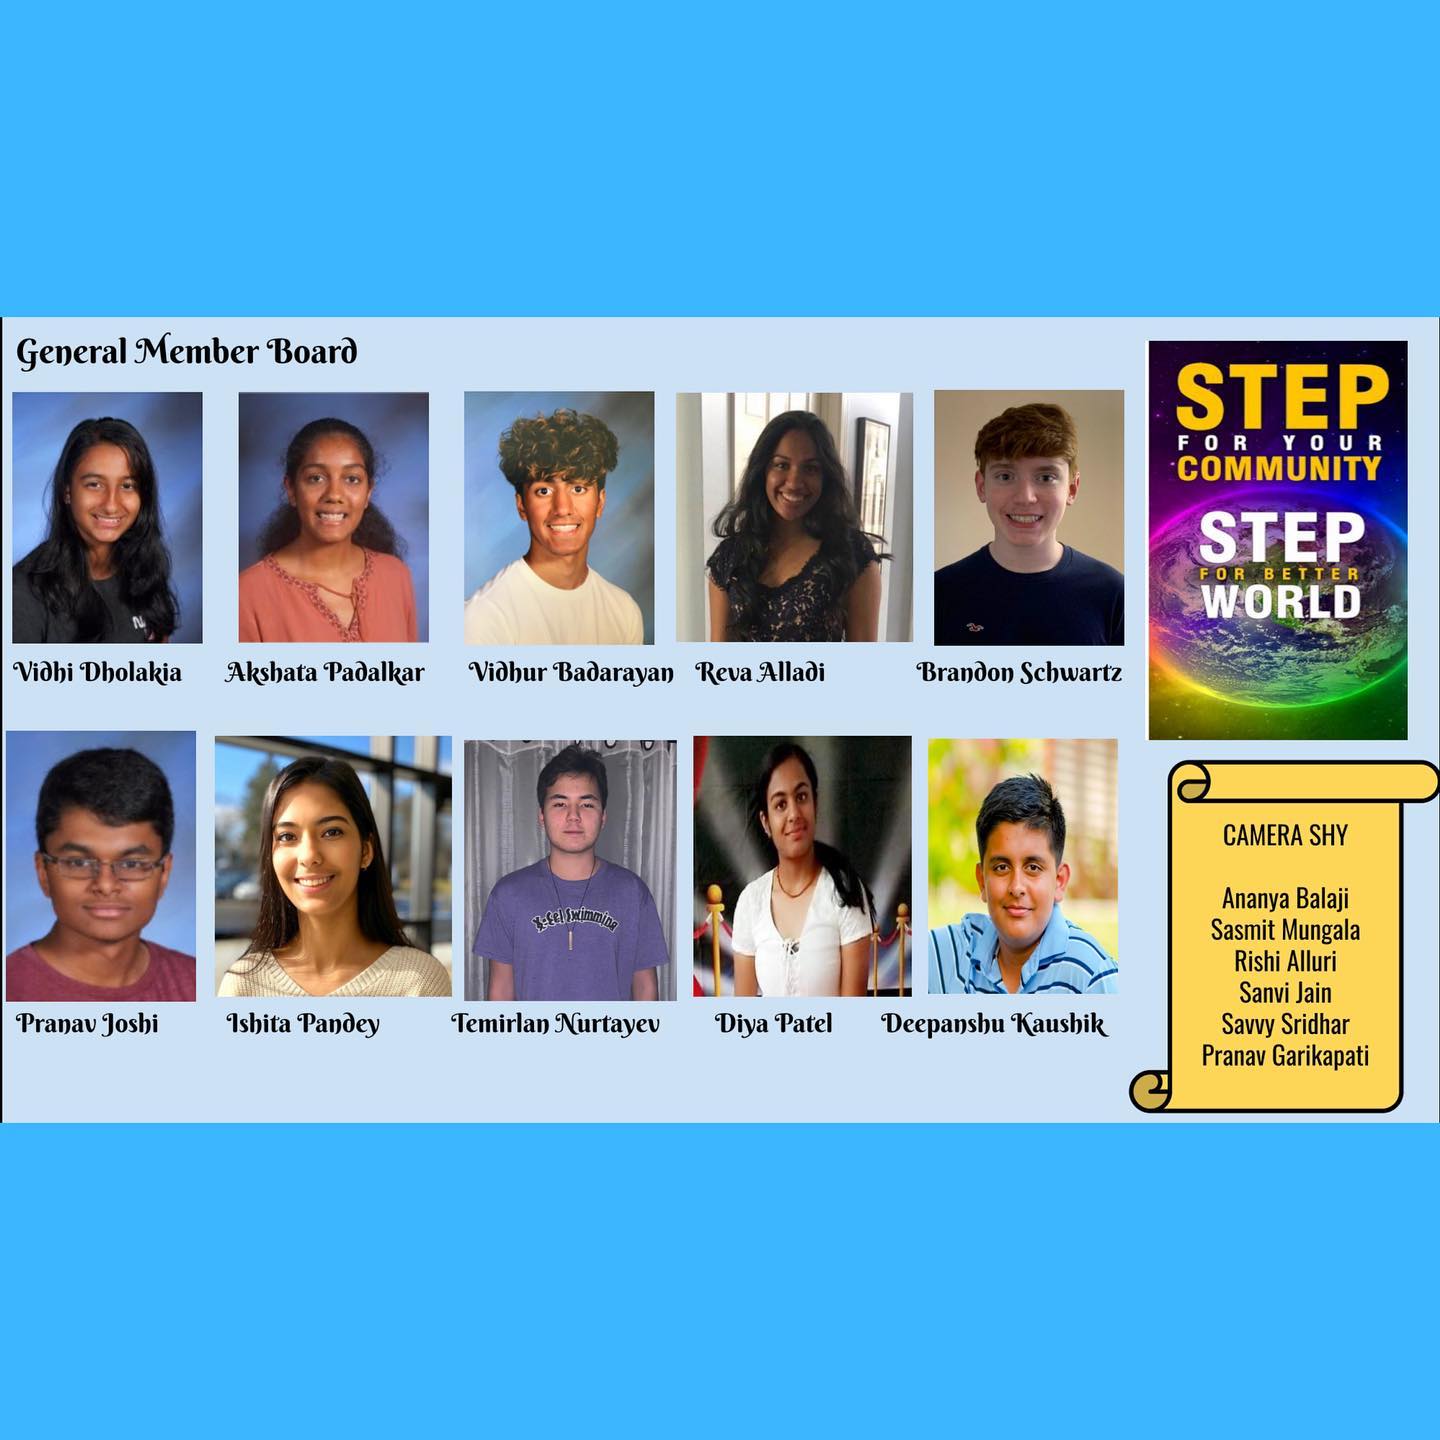 General Member Board
Vidhi Dholakia
Akshata Padalkar
Vidhur Badarayan
Reva Alladi
Brandon Schwartz
Pranav Joshi
Ishita Pandey
X-Cel Swimming
Temirlan Nurtayev
Diya Patel
Deepanshu Kaushik
STEP
FOR YOUR
COMMUNITY
STEP
FOR BETTER
WORLD
CAMERA SHY
Ananya Balaji
Sasmit Mungala
Rishi Alluri
Sanvi Jain
Savvy Sridhar
Pranav Garikapati